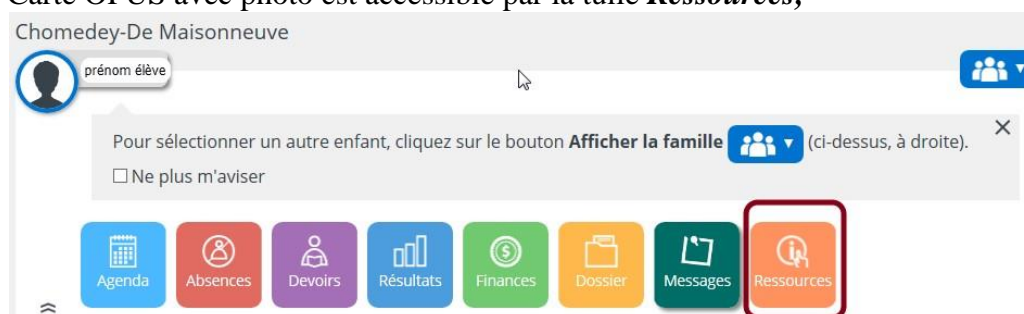 Carte OPUS avec photo est accessible par la tuile Ressources,
Chomedey-De Maisonneuve
prénom élève
Pour sélectionner un autre enfant, cliquez sur le bouton Afficher la famille (ci-dessus, à droite).
Ne plus m'aviser
Agenda Absences Devoirs Résultats Finances Dossier Messages Ressources